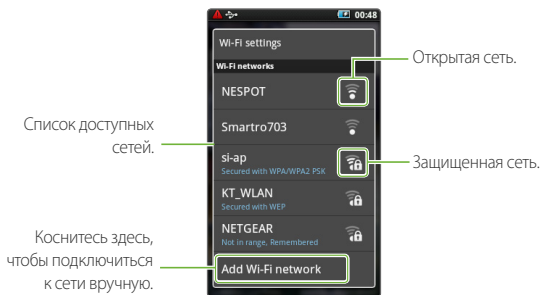 00:48
Wi-Fi settings
Wi-Fi networks
NESPOT
Smartro703
si-ap
Secured with WPA/WPA2 PSK
KT_WLAN
Secured with WEP
NETGEAR
Not in range, Remembered
Add Wi-Fi network
Открытая сеть.
Список доступных
сетей.
Защищенная сеть.
Коснитесь здесь,
чтобы подключиться
к сети вручную.